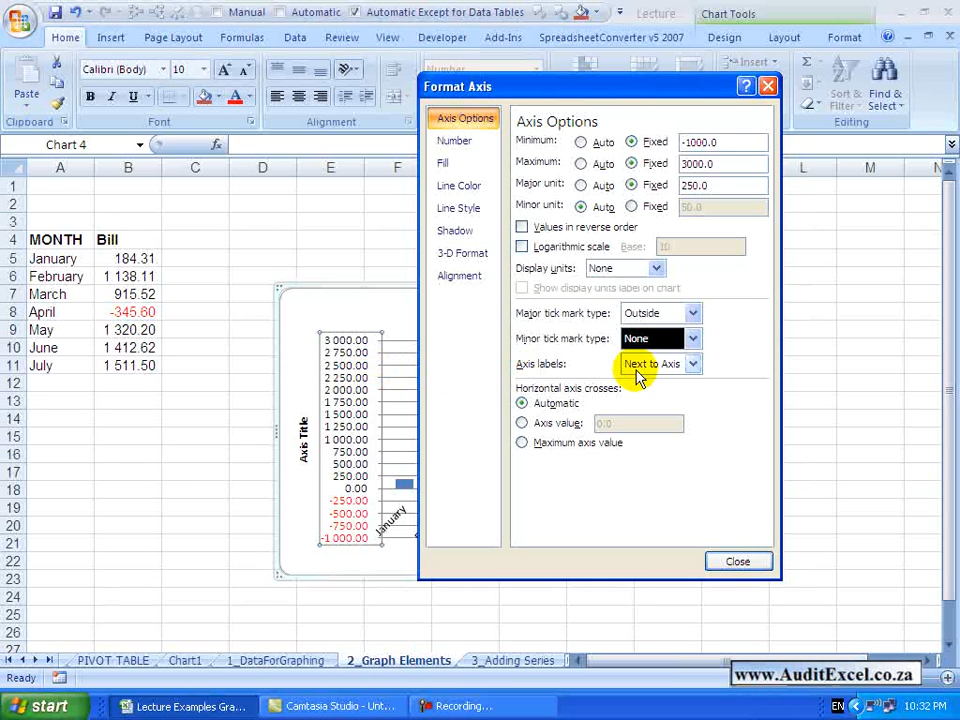 Manual Automatic Automatic Except for Data Tables Lecture... Chart Tools
Home Insert Page Layout Formulas Data Review View Developer Add-Ins SpreadsheetConverter v5 2007 Design Layout Format
Paste
Calibri (Body) 10
B I U A
Number
Insert
Sort & Filter
Find & Select
Clipboard Font Alignment Editing
Chart 4 fx
A B C D E F L M N
1
2
3
4 MONTH Bill
5 January 184.31
6 February 1 138.11
7 March 915.52
8 April -345.60
9 May 1 320.20
10 June 1 412.62
11 July 1 511.50
12
13
14
15
16
17
18
19
20
21
22
23
24
25
26
27
Axis Title
3 000.00
2 750.00
2 500.00
2 250.00
2 000.00
1 750.00
1 500.00
1 250.00
1 000.00
750.00
500.00
250.00
0.00
-250.00
-500.00
-750.00
-1 000.00
January
Format Axis
Axis Options
Number
Fill
Line Color
Line Style
Shadow
3-D Format
Alignment
Axis Options
Minimum: Auto Fixed -1000.0
Maximum: Auto Fixed 3000.0
Major unit: Auto Fixed 250.0
Minor unit: Auto Fixed 50.0
Values in reverse order
Logarithmic scale Base: 10
Display units: None
Show display units label on chart
Major tick mark type: Outside
Minor tick mark type: None
Axis labels: Next to Axis
Horizontal axis crosses:
Automatic
Axis value: 0.0
Maximum axis value
Close
PIVOT TABLE Chart1 1_DataForGraphing 2_Graph Elements 3_Adding Series
Ready
www.AuditExcel.co.za
start Lecture Examples Gra... Camtasia Studio - Unt... Recording... EN 10:32 PM